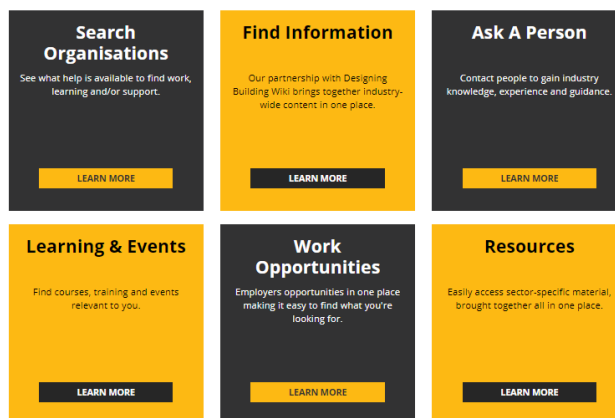 Search
Organisations
See what help is available to find work,
learning and/or support.
LEARN MORE
Find Information
Our partnership with Designing
Building Wiki brings together industry-
wide content in one place.
LEARN MORE
Ask A Person
Contact people to gain industry
knowledge, experience and guidance.
LEARN MORE
Learning & Events
Find courses, training and events
relevant to you.
LEARN MORE
Work
Opportunities
Employers opportunities in one place
making it easy to find what you're
looking for.
LEARN MORE
Resources
Easily access sector-specific material,
brought together all in one place.
LEARN MORE